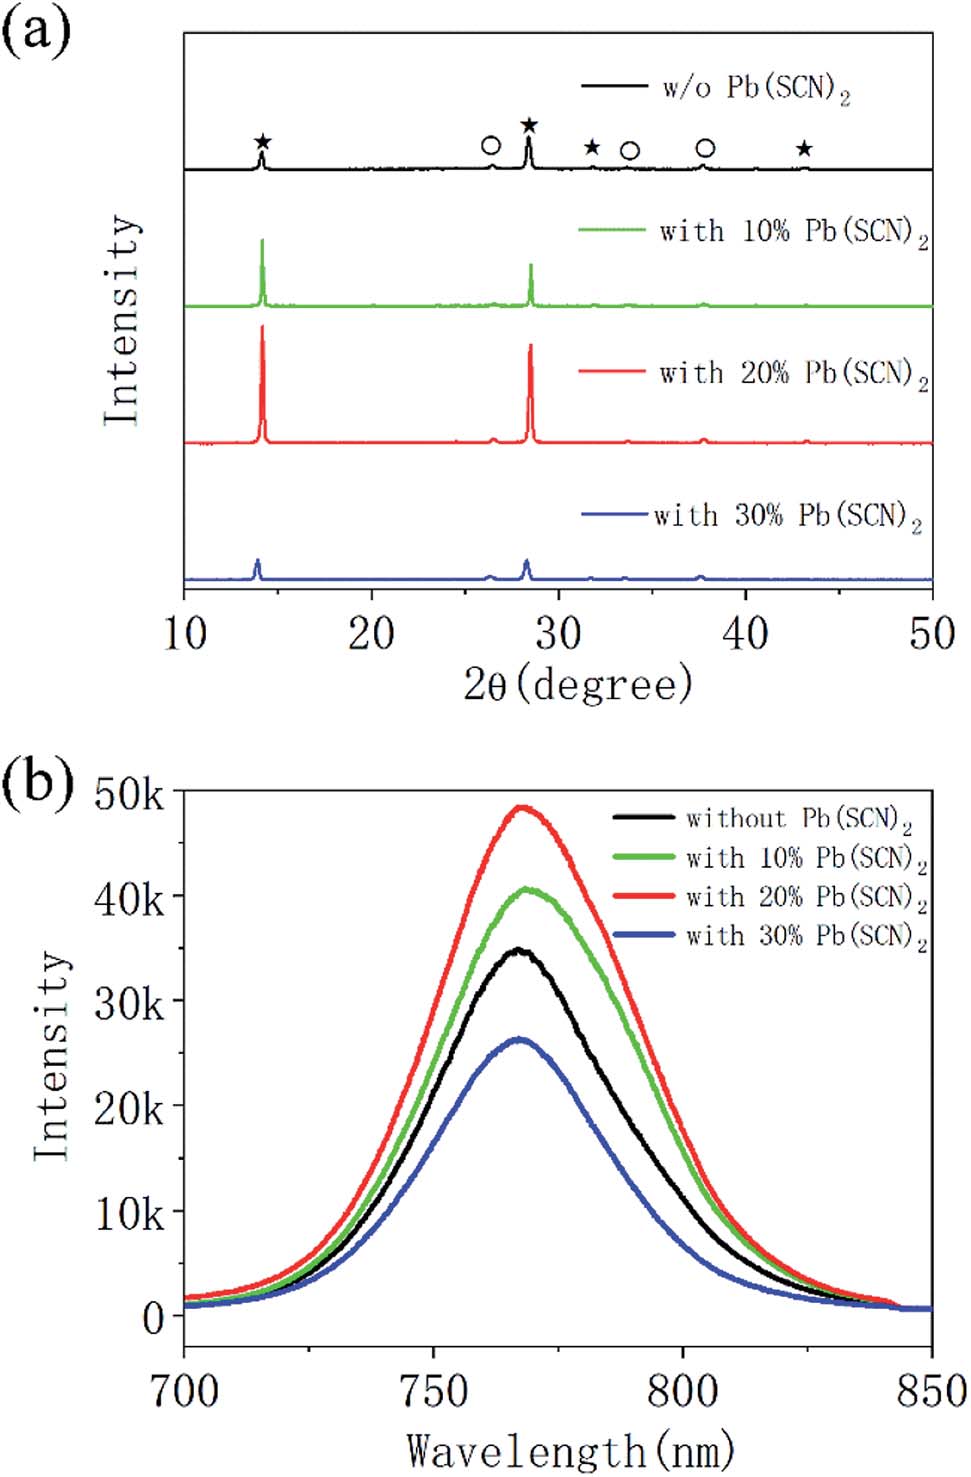 (a)
w/o Pb(SCN)₂
with 10% Pb(SCN)₂
with 20% Pb(SCN)₂
with 30% Pb(SCN)₂
Intensity
10 20 30 40 50
2θ(degree)
(b)
50k
40k
30k
20k
10k
0
without Pb(SCN)₂
with 10% Pb(SCN)₂
with 20% Pb(SCN)₂
with 30% Pb(SCN)₂
Intensity
700 750 800 850
Wavelength(nm)